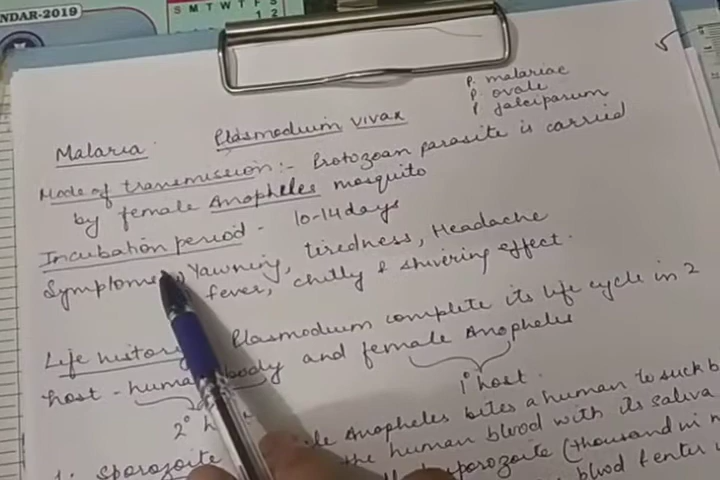 NDAR-2019
S M T W T F S
1 2
P. malariae
P. ovale
P falciparum
Malaria Plasmodium vivax
Mode of transmission :- Protozoan parasite is carried
by female Anopheles mosquito
Incubation period - 10-14 days
Symptoms Yawning, tiredness, Headache
fever, chilly & shivering effect.
Life history Plasmodium complete its life cycle in 2
host - human body and female Anopheles
1° host.
2°
1. Sporozoite Anopheles bites a human to suck
the human blood with its saliva
sporozoite (thousand in
blood & enter